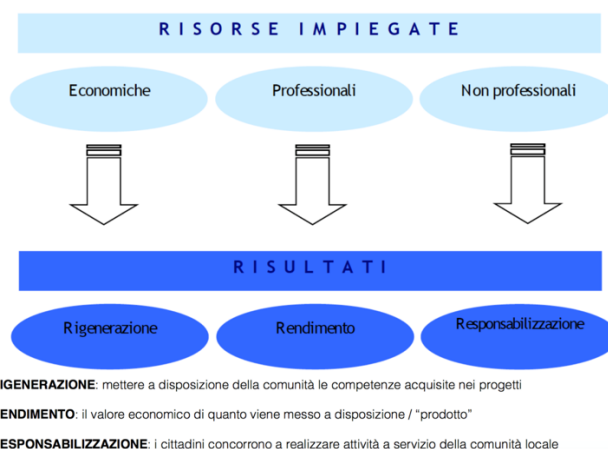 RISORSE IMPIEGATE
Economiche
Professionali
Non professionali
RISULTATI
Rigenerazione
Rendimento
Responsabilizzazione
IGENERAZIONE: mettere a disposizione della comunità le competenze acquisite nei progetti
ENDIMENTO: il valore economico di quanto viene messo a disposizione / “prodotto”
ESPONSABILIZZAZIONE: i cittadini concorrono a realizzare attività a servizio della comunità locale